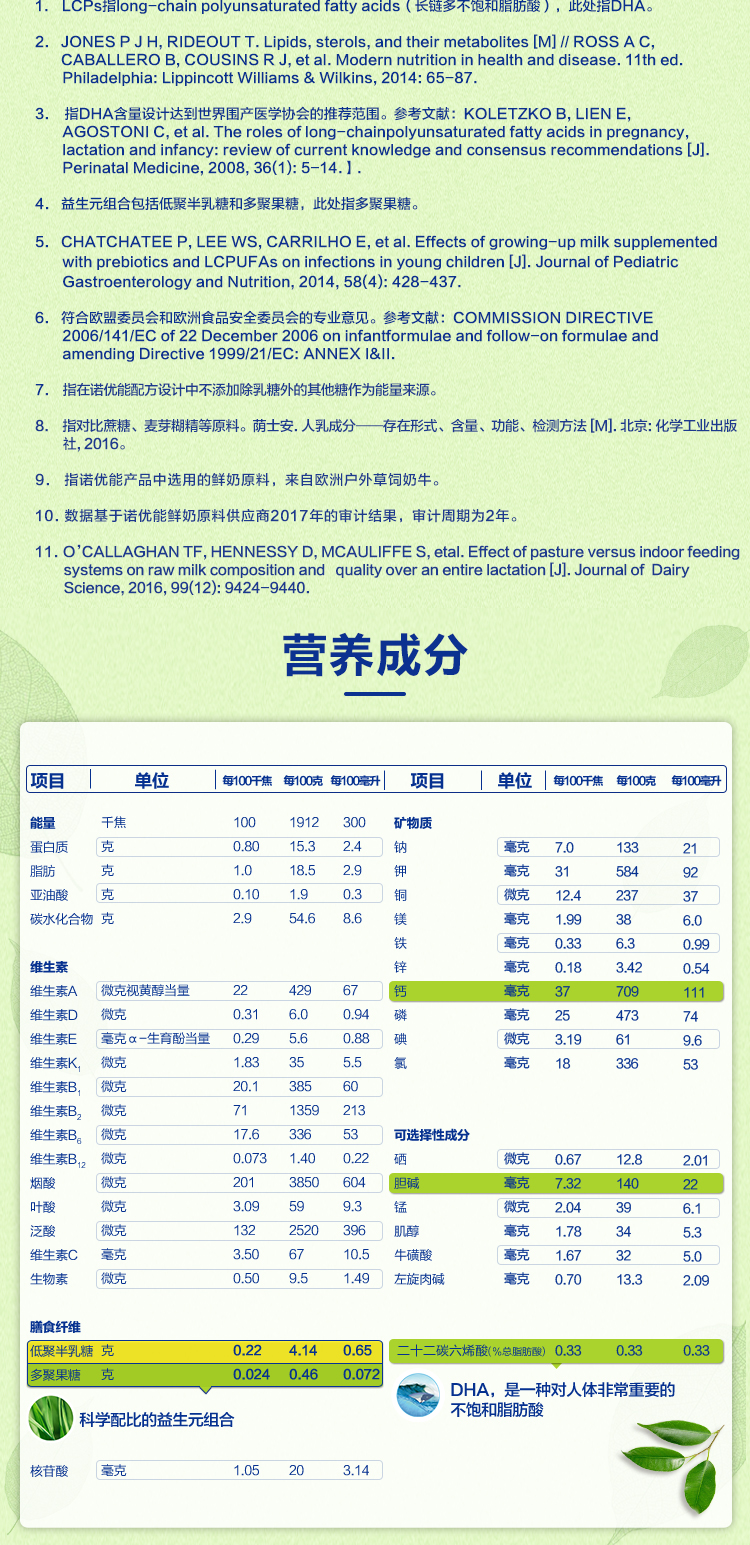 1. LCPs指long-chain polyunsaturated fatty acids（长链多不饱和脂肪酸），此处指DHA。
2. JONES P J H, RIDEOUT T. Lipids, sterols, and their metabolites [M] // ROSS A C,
CABALLERO B, COUSINS R J, et al. Modern nutrition in health and disease. 11th ed.
Philadelphia: Lippincott Williams & Wilkins, 2014: 65-87.
3. 指DHA含量设计达到世界围产医学协会的推荐范围。参考文献：KOLETZKO B, LIEN E,
AGOSTONI C, et al. The roles of long-chainpolyunsaturated fatty acids in pregnancy,
lactation and infancy: review of current knowledge and consensus recommendations [J].
Perinatal Medicine, 2008, 36(1): 5-14.】.
4. 益生元组合包括低聚半乳糖和多聚果糖，此处指多聚果糖。
5. CHATCHATEE P, LEE WS, CARRILHO E, et al. Effects of growing-up milk supplemented
with prebiotics and LCPUFAs on infections in young children [J]. Journal of Pediatric
Gastroenterology and Nutrition, 2014, 58(4): 428-437.
6. 符合欧盟委员会和欧洲食品安全委员会的专业意见。参考文献：COMMISSION DIRECTIVE
2006/141/EC of 22 December 2006 on infantformulae and follow-on formulae and
amending Directive 1999/21/EC: ANNEX I&II.
7. 指在诺优能配方设计中不添加除乳糖外的其他糖作为能量来源。
8. 指对比蔗糖、麦芽糊精等原料。荫士安. 人乳成分——存在形式、含量、功能、检测方法 [M]. 北京: 化学工业出版
社, 2016。
9. 指诺优能产品中选用的鲜奶原料，来自欧洲户外草饲奶牛。
10. 数据基于诺优能鲜奶原料供应商2017年的审计结果，审计周期为2年。
11. O'CALLAGHAN TF, HENNESSY D, MCAULIFFE S, etal. Effect of pasture versus indoor feeding
systems on raw milk composition and quality over an entire lactation [J]. Journal of Dairy
Science, 2016, 99(12): 9424-9440.
营养成分
项目 单位 每100千焦 每100克 每100毫升 项目 单位 每100千焦 每100克 每100毫升
能量 千焦 100 1912 300 矿物质
蛋白质 克 0.80 15.3 2.4 钠 毫克 7.0 133 21
脂肪 克 1.0 18.5 2.9 钾 毫克 31 584 92
亚油酸 克 0.10 1.9 0.3 铜 微克 12.4 237 37
碳水化合物 克 2.9 54.6 8.6 镁 毫克 1.99 38 6.0
铁 毫克 0.33 6.3 0.99
维生素 锌 毫克 0.18 3.42 0.54
维生素A 微克视黄醇当量 22 429 67 钙 毫克 37 709 111
维生素D 微克 0.31 6.0 0.94 磷 毫克 25 473 74
维生素E 毫克α-生育酚当量 0.29 5.6 0.88 碘 微克 3.19 61 9.6
维生素K1 微克 1.83 35 5.5 氯 毫克 18 336 53
维生素B1 微克 20.1 385 60
维生素B2 微克 71 1359 213
维生素B6 微克 17.6 336 53 可选择性成分
维生素B12 微克 0.073 1.40 0.22 硒 微克 0.67 12.8 2.01
烟酸 微克 201 3850 604 胆碱 毫克 7.32 140 22
叶酸 微克 3.09 59 9.3 锰 微克 2.04 39 6.1
泛酸 微克 132 2520 396 肌醇 毫克 1.78 34 5.3
维生素C 毫克 3.50 67 10.5 牛磺酸 毫克 1.67 32 5.0
生物素 微克 0.50 9.5 1.49 左旋肉碱 毫克 0.70 13.3 2.09
膳食纤维
低聚半乳糖 克 0.22 4.14 0.65 二十二碳六烯酸(%总脂肪酸) 0.33 0.33 0.33
多聚果糖 克 0.024 0.46 0.072
科学配比的益生元组合
DHA，是一种对人体非常重要的
不饱和脂肪酸
核苷酸 毫克 1.05 20 3.14